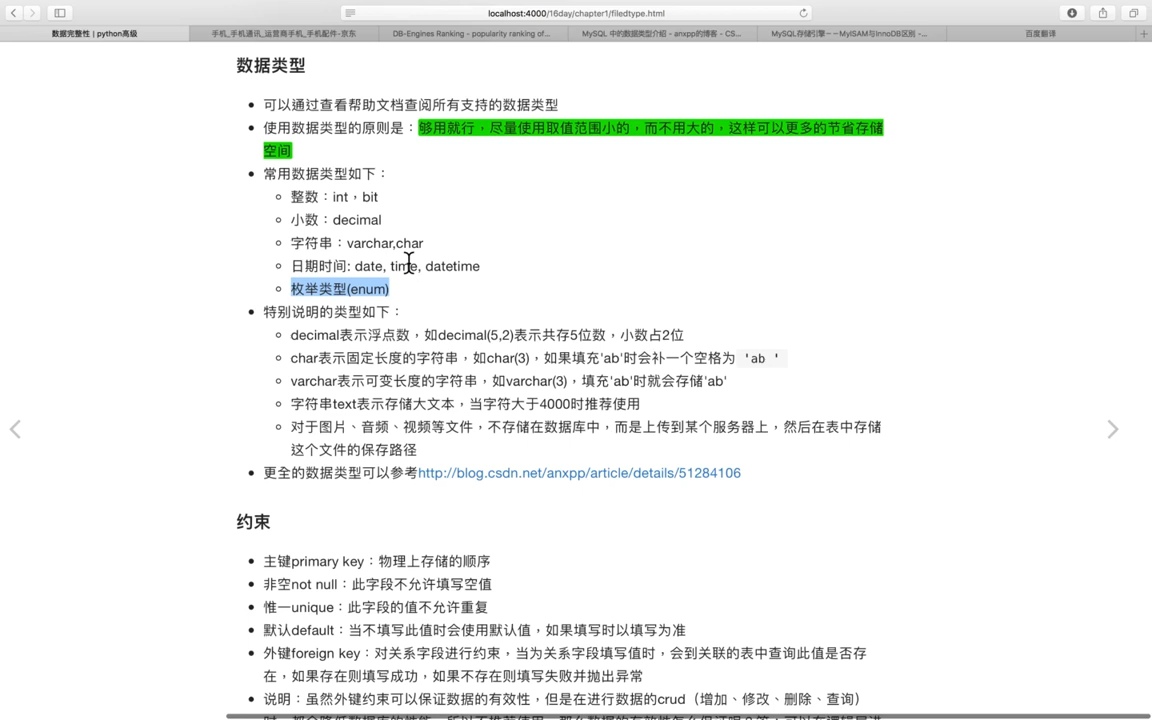 localhost:4000/16day/chapter1/filedtype.html
数据完整性 | python高级
手机_手机通讯_运营商手机_手机配件-京东
DB-Engines Ranking - popularity ranking of...
MySQL 中的数据类型介绍 - anxpp的博客 - CS...
MySQL存储引擎－－MyISAM与InnoDB区别 -...
百度翻译
数据类型
可以通过查看帮助文档查阅所有支持的数据类型
使用数据类型的原则是：够用就行，尽量使用取值范围小的，而不用大的，这样可以更多的节省存储
空间
常用数据类型如下：
整数：int，bit
小数：decimal
字符串：varchar,char
日期时间: date, time, datetime
枚举类型(enum)
特别说明的类型如下：
decimal表示浮点数，如decimal(5,2)表示共存5位数，小数占2位
char表示固定长度的字符串，如char(3)，如果填充'ab'时会补一个空格为 'ab '
varchar表示可变长度的字符串，如varchar(3)，填充'ab'时就会存储'ab'
字符串text表示存储大文本，当字符大于4000时推荐使用
对于图片、音频、视频等文件，不存储在数据库中，而是上传到某个服务器上，然后在表中存储
这个文件的保存路径
更全的数据类型可以参考http://blog.csdn.net/anxpp/article/details/51284106
约束
主键primary key：物理上存储的顺序
非空not null：此字段不允许填写空值
惟一unique：此字段的值不允许重复
默认default：当不填写此值时会使用默认值，如果填写时以填写为准
外键foreign key：对关系字段进行约束，当为关系字段填写值时，会到关联的表中查询此值是否存
在，如果存在则填写成功，如果不存在则填写失败并抛出异常
说明：虽然外键约束可以保证数据的有效性，但是在进行数据的crud（增加、修改、删除、查询）